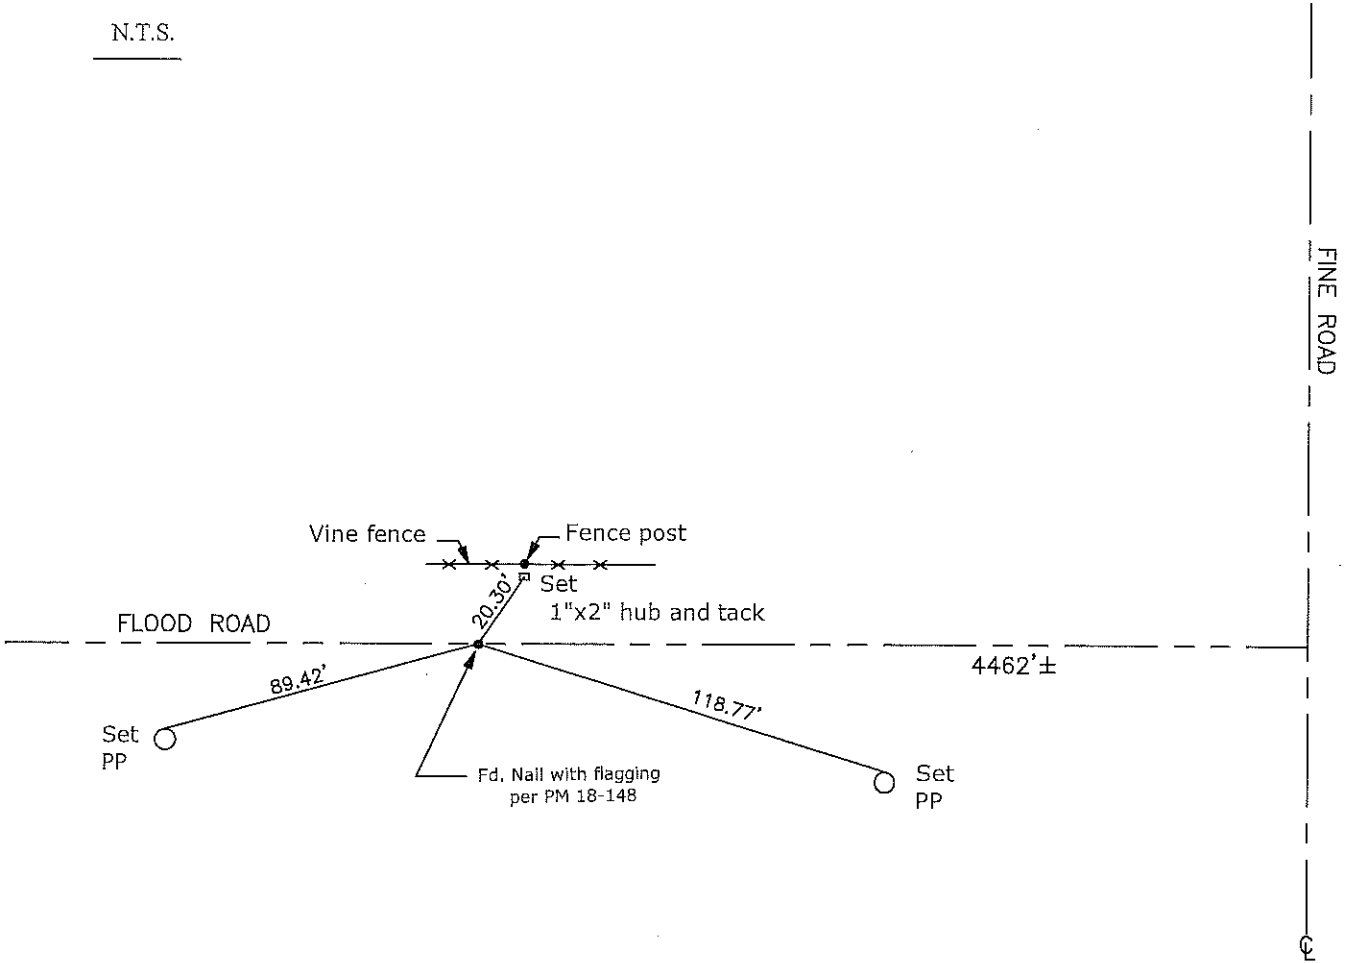 N.T.S.
FINE ROAD
Vine fence
Fence post
Set
1"x2" hub and tack
20.30'
FLOOD ROAD
4462'±
89.42'
118.77'
Set
PP
Fd. Nail with flagging
per PM 18-148
Set
PP
℄